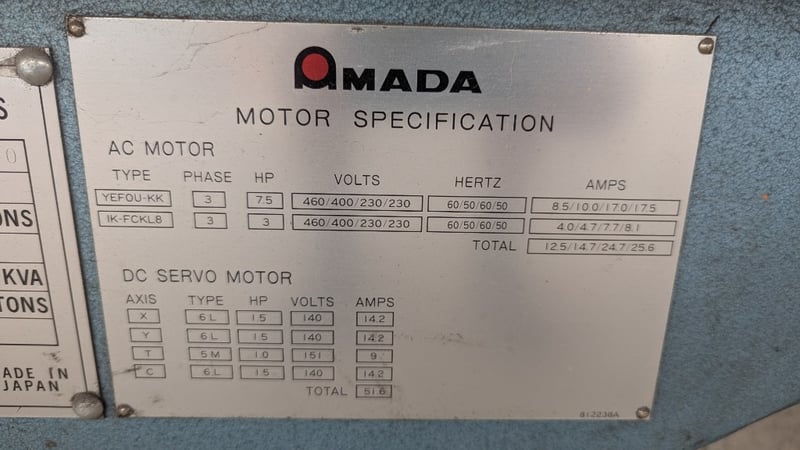 AMADA
MOTOR SPECIFICATION
AC MOTOR
TYPE PHASE HP VOLTS HERTZ AMPS
YEFOU-KK 3 7.5 460/400/230/230 60/50/60/50 8.5/10.0/17.0/17.5
IK-FCKL8 3 3 460/400/230/230 60/50/60/50 4.0/4.7/7.7/8.1
TOTAL 12.5/14.7/24.7/25.6
DC SERVO MOTOR
AXIS TYPE HP VOLTS AMPS
X 6L 1.5 140 14.2
Y 6L 1.5 140 14.2
T 5M 1.0 151 9
C 6L 1.5 140 14.2
TOTAL 51.6
812238A
S
0
ONS
KVA
TONS
ADE IN
JAPAN